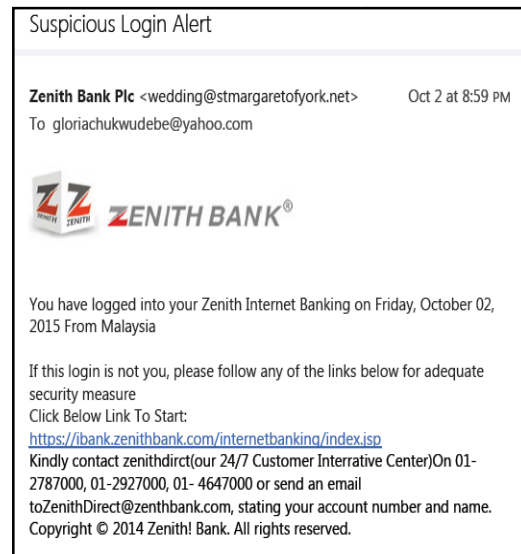 Suspicious Login Alert
Zenith Bank Plc <wedding@stmargaretofyork.net> Oct 2 at 8:59 PM
To gloriachukwudebe@yahoo.com
ZENITH ZENITH ZENITH BANK®
You have logged into your Zenith Internet Banking on Friday, October 02,
2015 From Malaysia
If this login is not you, please follow any of the links below for adequate
security measure
Click Below Link To Start:
https://ibank.zenithbank.com/internetbanking/index.jsp
Kindly contact zenithdirct(our 24/7 Customer Interrative Center)On 01-
2787000, 01-2927000, 01- 4647000 or send an email
toZenithDirect@zenthbank.com, stating your account number and name.
Copyright © 2014 Zenith! Bank. All rights reserved.